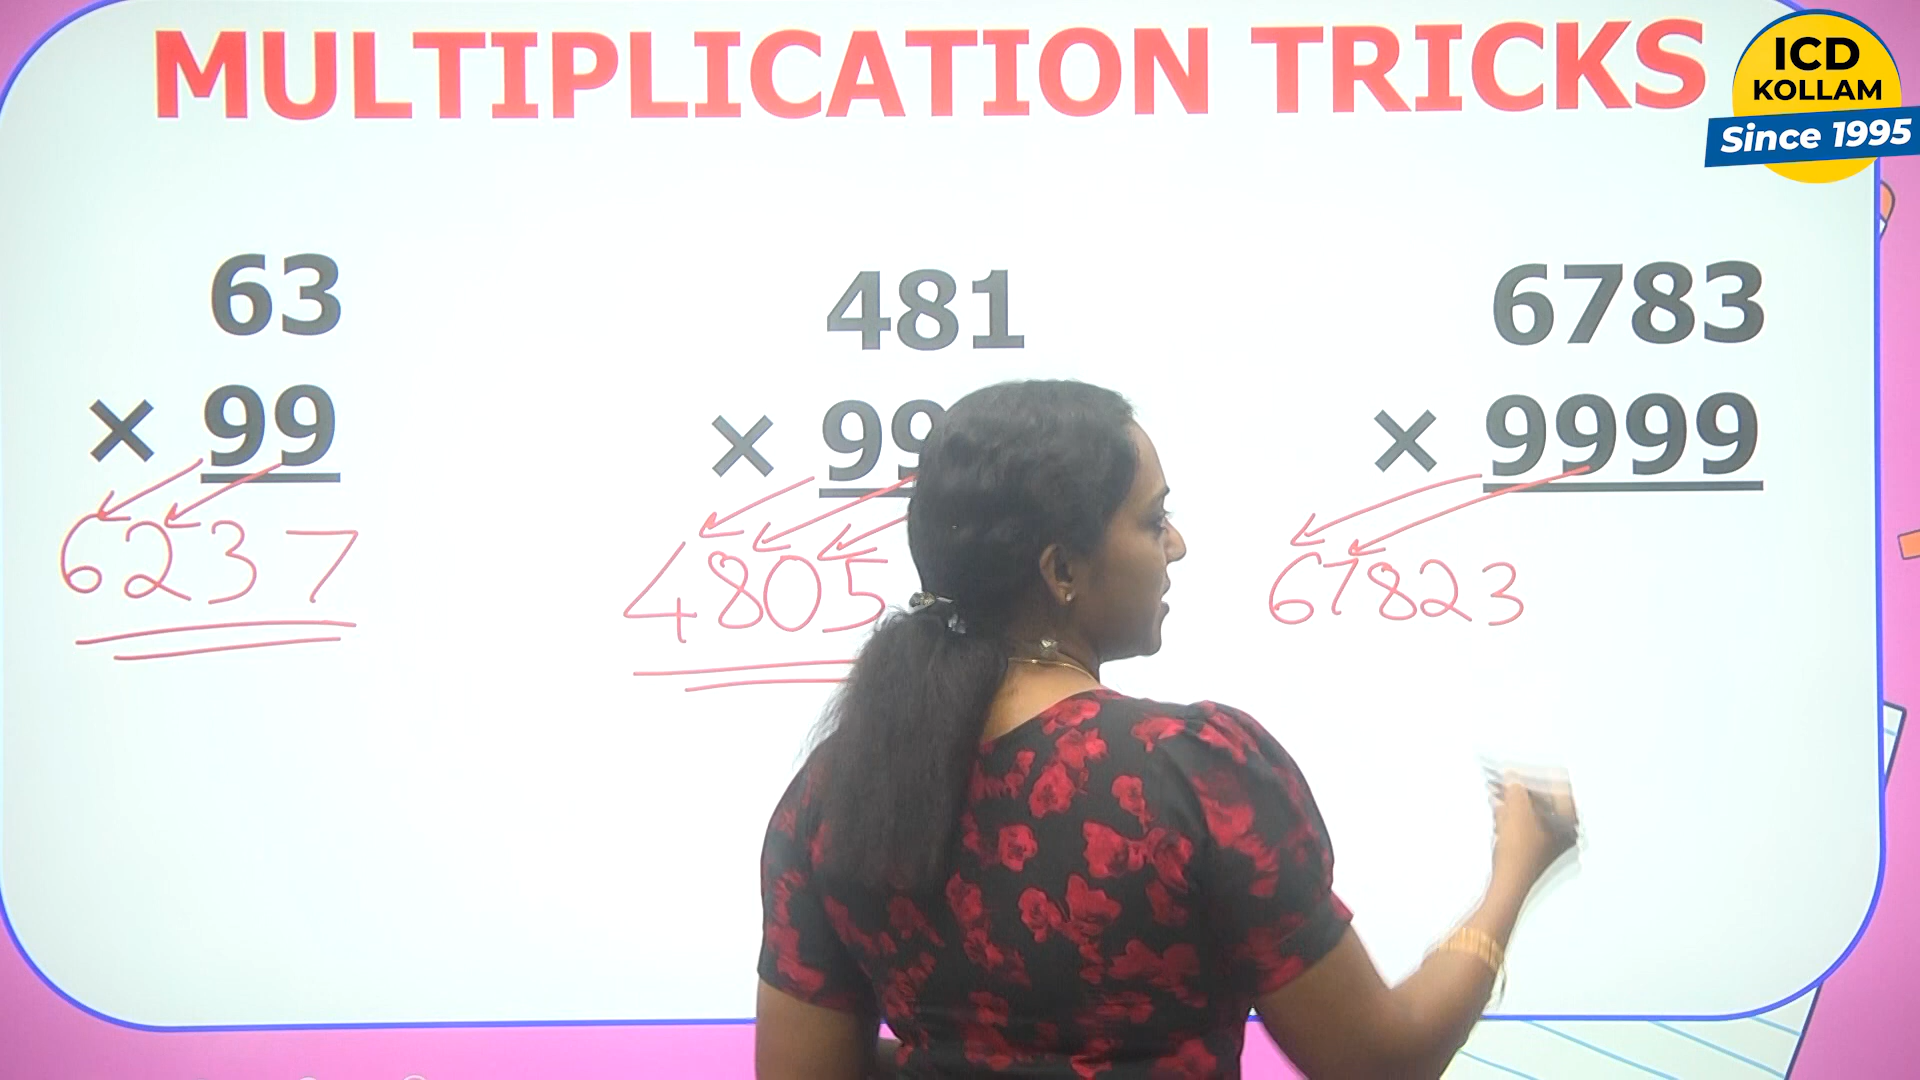 MULTIPLICATION TRICKS
ICD
KOLLAM
Since 1995
63
× 99
6237
481
× 99
4805
6783
× 9999
67823